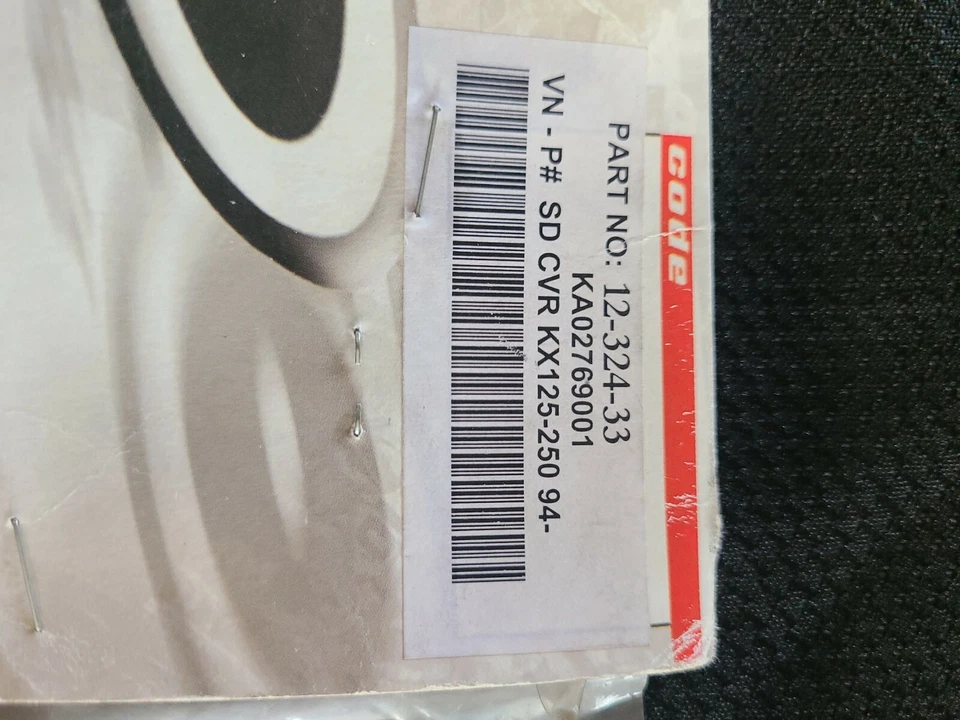 code
PART NO: 12-324-33
KA02769001
VN - P# SD CVR KX125-250 94-